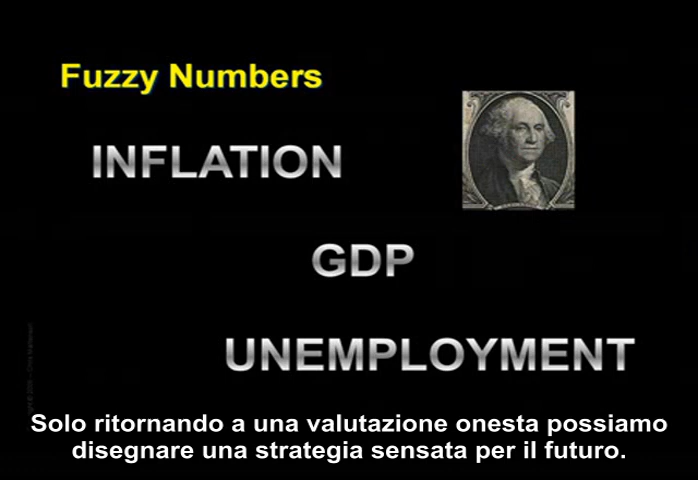 Fuzzy Numbers
INFLATION
GDP
UNEMPLOYMENT
Solo ritornando a una valutazione onesta possiamo
disegnare una strategia sensata per il futuro.